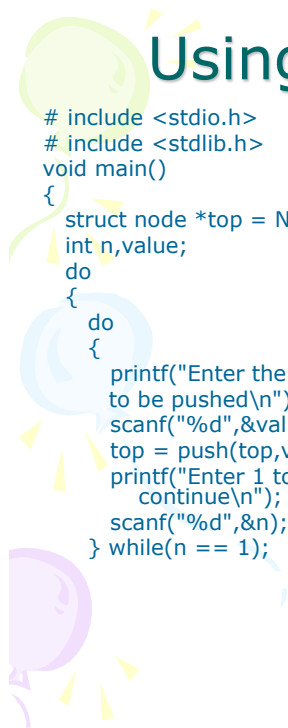 Using
# include <stdio.h>
# include <stdlib.h>
void main()
{
struct node *top = N
int n,value;
do
{
do
{
printf("Enter the
to be pushed\n")
scanf("%d",&val
top = push(top,v
printf("Enter 1 to
continue\n");
scanf("%d",&n);
} while(n == 1);